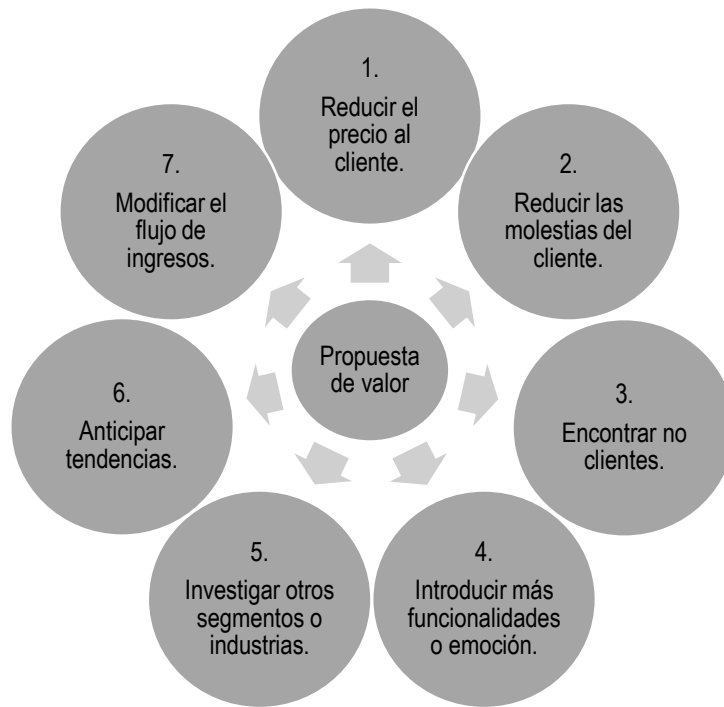 1.
Reducir el
precio al
cliente.
2.
Reducir las
molestias del
cliente.
3.
Encontrar no
clientes.
4.
Introducir más
funcionalidades
o emoción.
5.
Investigar otros
segmentos o
industrias.
6.
Anticipar
tendencias.
7.
Modificar el
flujo de
ingresos.
Propuesta
de valor